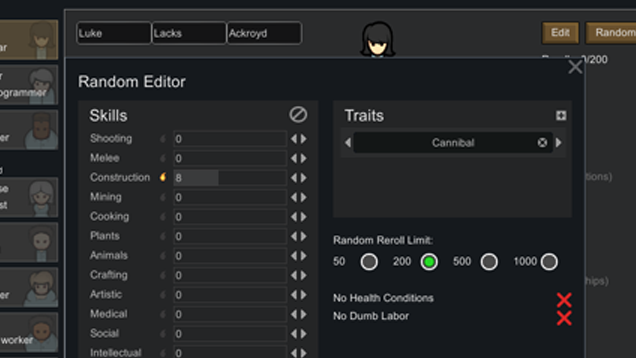 Luke Lacks Ackroyd Edit Random
ar
/200
Random Editor
r
ogrammer
Skills
Traits
Shooting 0
Cannibal
er
Melee 0
Construction 8
tions)
Mining 0
se
st
Cooking 0
Plants 0
Random Reroll Limit:
Animals 0
50 200 500 1000
Crafting 0
hips)
er
Artistic 0
No Health Conditions
Medical 0
No Dumb Labor
Social 0
worker
Intellectual 0